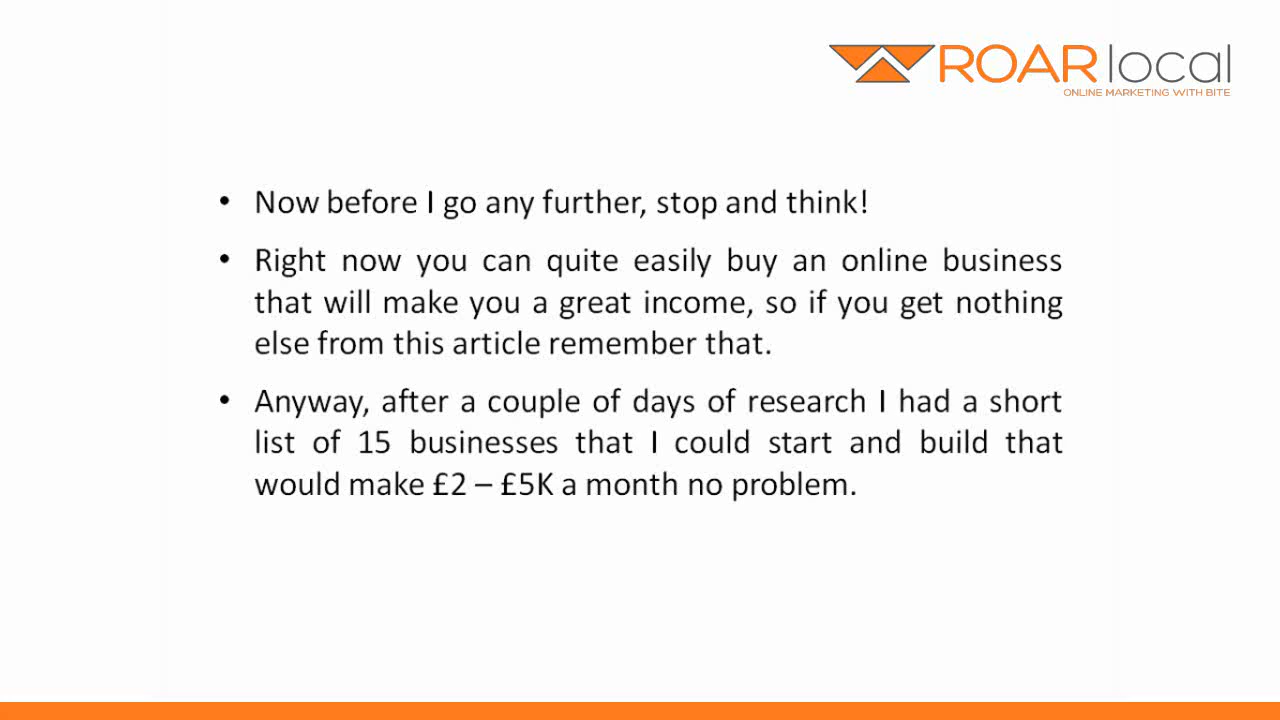 ROAR local
ONLINE MARKETING WITH BITE
• Now before I go any further, stop and think!
• Right now you can quite easily buy an online business
that will make you a great income, so if you get nothing
else from this article remember that.
• Anyway, after a couple of days of research I had a short
list of 15 businesses that I could start and build that
would make £2 – £5K a month no problem.